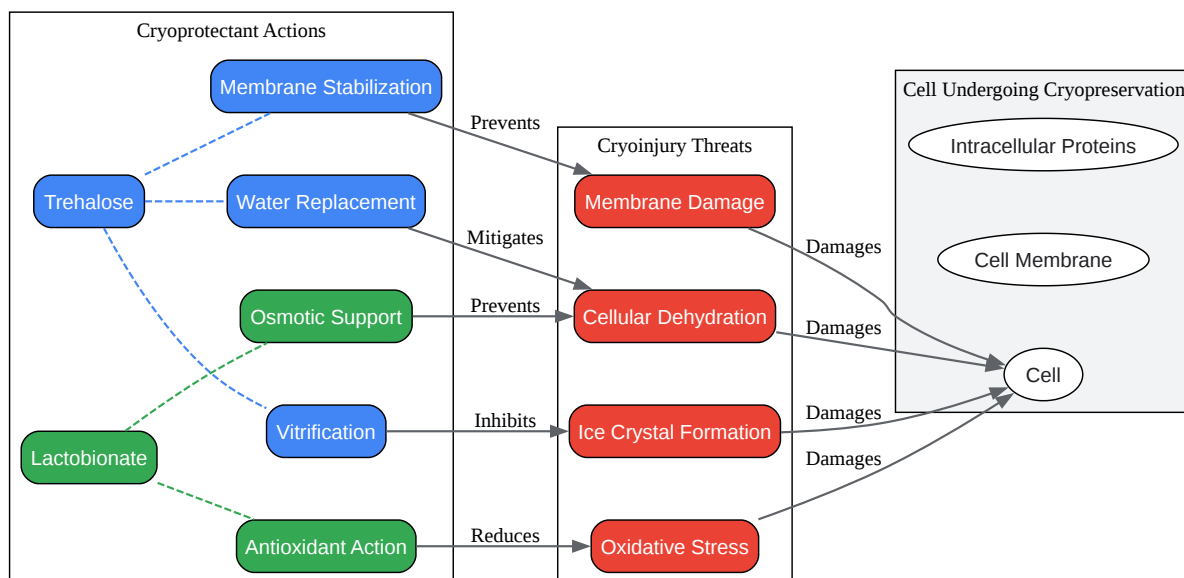 Cryoprotectant Actions
Membrane Stabilization
Trehalose
Water Replacement
Osmotic Support
Vitrification
Lactobionate
Antioxidant Action
Prevents
Mitigates
Prevents
Inhibits
Reduces
Cryoinjury Threats
Membrane Damage
Cellular Dehydration
Ice Crystal Formation
Oxidative Stress
Damages
Damages
Damages
Damages
Cell Undergoing Cryopreservation
Intracellular Proteins
Cell Membrane
Cell